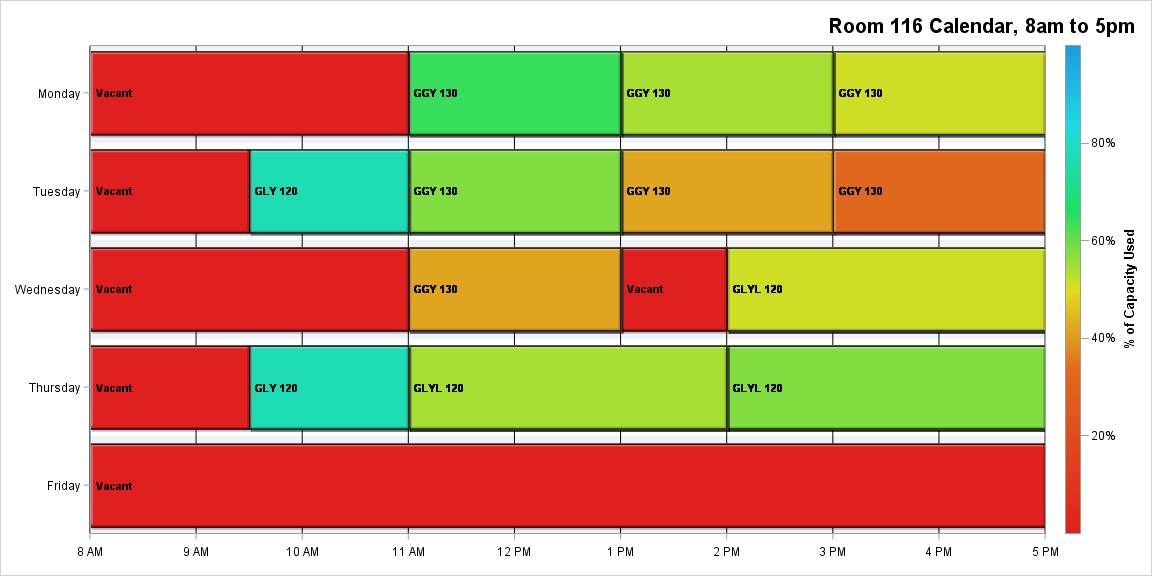 Room 116 Calendar, 8am to 5pm
Monday
Vacant
GGY 130
GGY 130
GGY 130
Tuesday
Vacant
GLY 120
GGY 130
GGY 130
GGY 130
Wednesday
Vacant
GGY 130
Vacant
GLYL 120
Thursday
Vacant
GLY 120
GLYL 120
GLYL 120
Friday
Vacant
8 AM
9 AM
10 AM
11 AM
12 PM
1 PM
2 PM
3 PM
4 PM
5 PM
80%
60%
40%
20%
% of Capacity Used